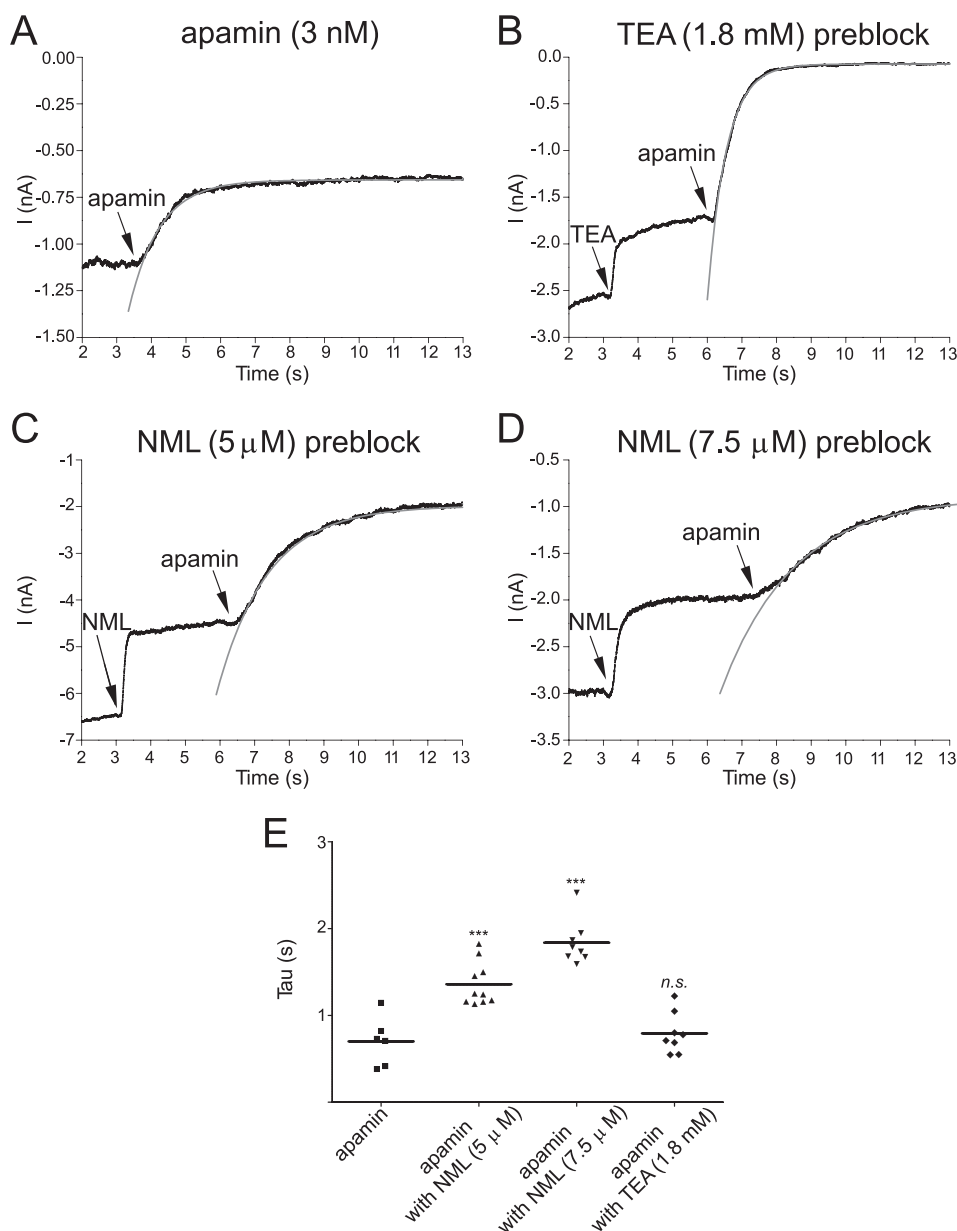 A
apamin (3 nM)
0.00
-0.25
-0.50
-0.75
-1.00
-1.25
-1.50
I (nA)
apamin
2 3 4 5 6 7 8 9 10 11 12 13
Time (s)
B
TEA (1.8 mM) preblock
0.0
-0.5
-1.0
-1.5
-2.0
-2.5
-3.0
I (nA)
apamin
TEA
2 3 4 5 6 7 8 9 10 11 12 13
Time (s)
C
NML (5 μM) preblock
-1
-2
-3
-4
-5
-6
-7
I (nA)
apamin
NML
2 3 4 5 6 7 8 9 10 11 12 13
Time (s)
D
NML (7.5 μM) preblock
-0.5
-1.0
-1.5
-2.0
-2.5
-3.0
-3.5
I (nA)
apamin
NML
2 3 4 5 6 7 8 9 10 11 12 13
Time (s)
E
3
2
1
Tau (s)
***
***
n.s.
apamin
apamin
with NML (5 μM)
apamin
with NML (7.5 μM)
apamin
with TEA (1.8 mM)